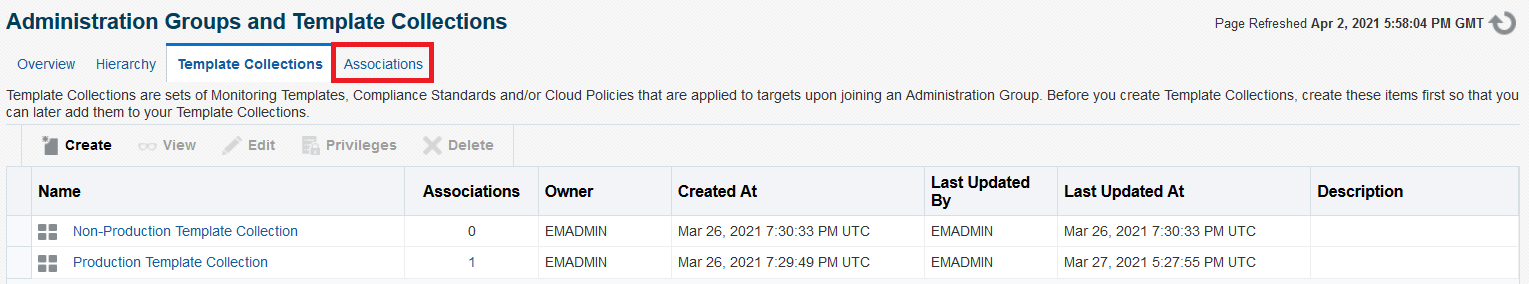 Administration Groups and Template Collections
Page Refreshed Apr 2, 2021 5:58:04 PM GMT
Overview Hierarchy Template Collections Associations
Template Collections are sets of Monitoring Templates, Compliance Standards and/or Cloud Policies that are applied to targets upon joining an Administration Group. Before you create Template Collections, create these items first so that you
can later add them to your Template Collections.
Create View Edit Privileges Delete
Name Associations Owner Created At Last Updated By Last Updated At Description
Non-Production Template Collection 0 EMADMIN Mar 26, 2021 7:30:33 PM UTC EMADMIN Mar 26, 2021 7:30:33 PM UTC
Production Template Collection 1 EMADMIN Mar 26, 2021 7:29:49 PM UTC EMADMIN Mar 27, 2021 5:27:55 PM UTC